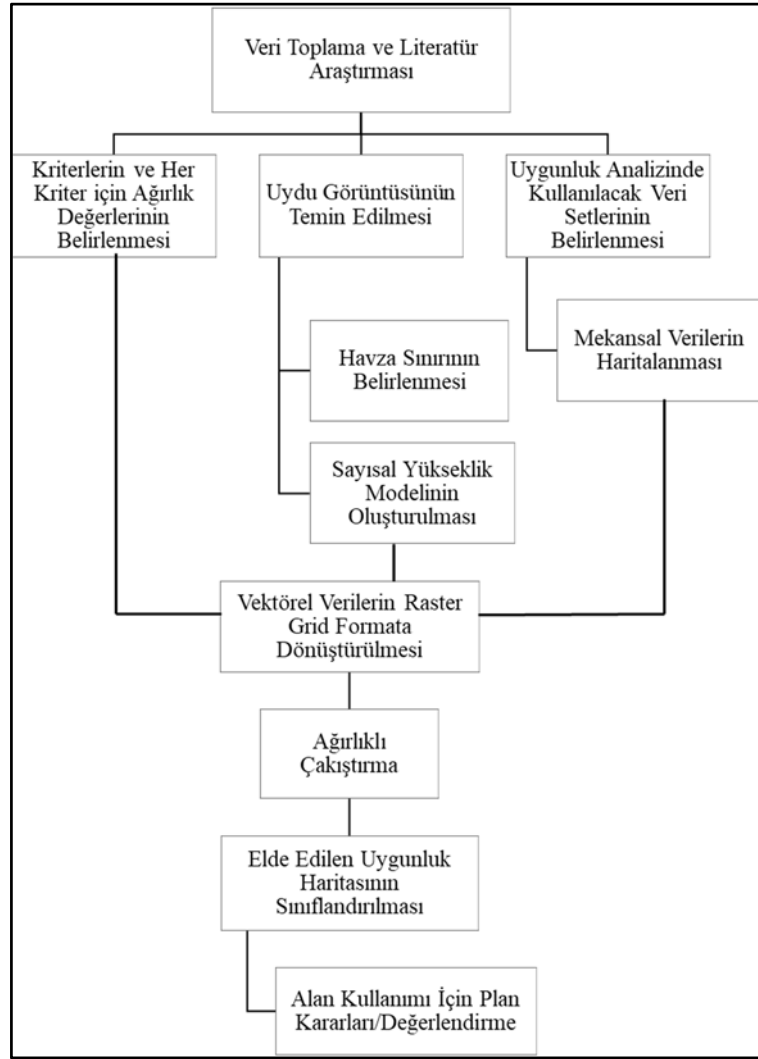 Veri Toplama ve Literatür
Araştırması
Kriterlerin ve Her
Kriter için Ağırlık
Değerlerinin
Belirlenmesi
Uydu Görüntüsünün
Temin Edilmesi
Uygunluk Analizinde
Kullanılacak Veri
Setlerinin
Belirlenmesi
Havza Sınırının
Belirlenmesi
Mekansal Verilerin
Haritalanması
Sayısal Yükseklik
Modelinin
Oluşturulması
Vektörel Verilerin Raster
Grid Formata
Dönüştürülmesi
Ağırlıklı
Çakıştırma
Elde Edilen Uygunluk
Haritasının
Sınıflandırılması
Alan Kullanımı İçin Plan
Kararları/Değerlendirme